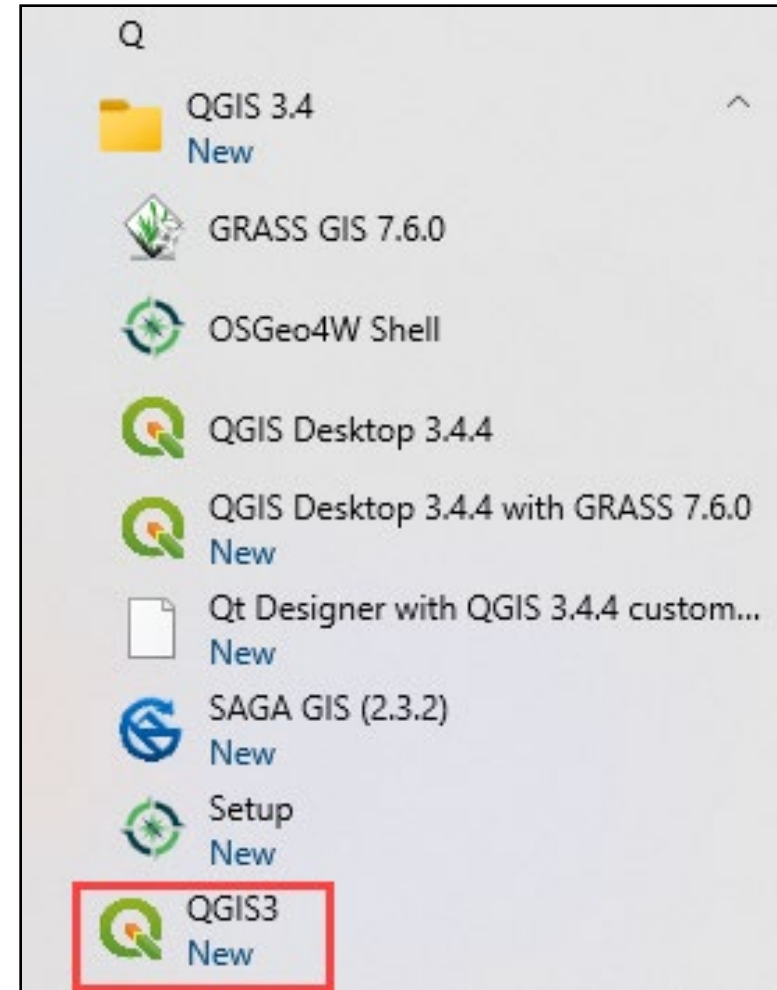 Q
QGIS 3.4
New
GRASS GIS 7.6.0
OSGeo4W Shell
QGIS Desktop 3.4.4
QGIS Desktop 3.4.4 with GRASS 7.6.0
New
Qt Designer with QGIS 3.4.4 custom...
New
SAGA GIS (2.3.2)
New
Setup
New
QGIS3
New